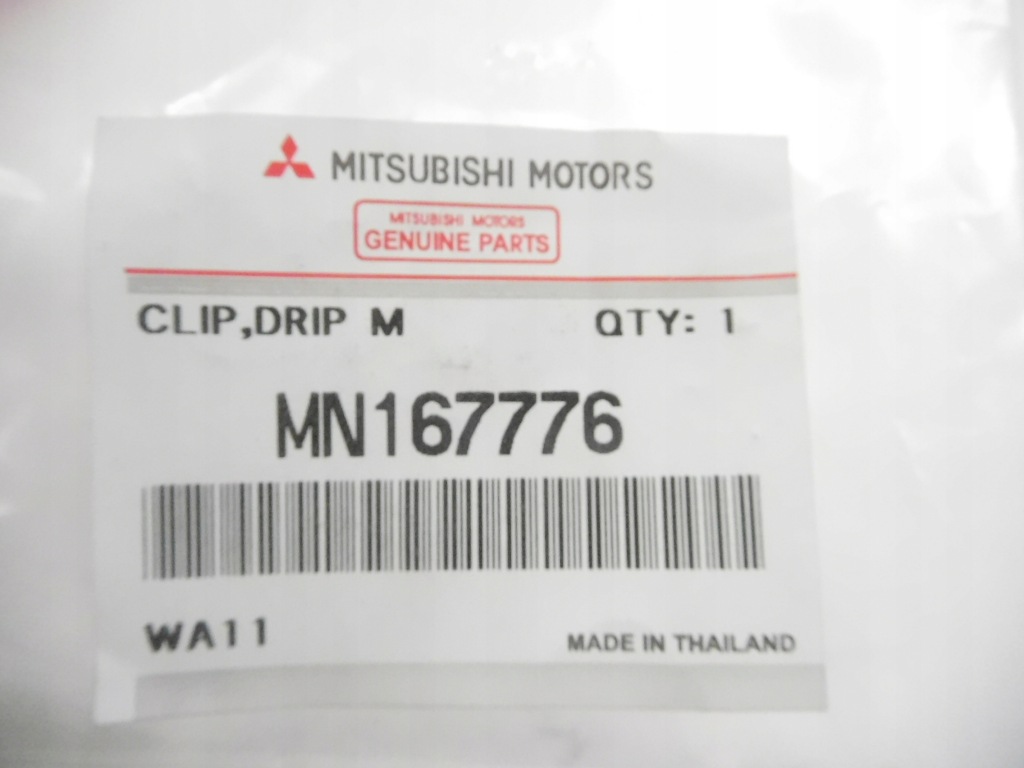 MITSUBISHI MOTORS
MITSUBISHI MOTORS
GENUINE PARTS
CLIP,DRIP M QTY: 1
MN167776
WA11 MADE IN THAILAND